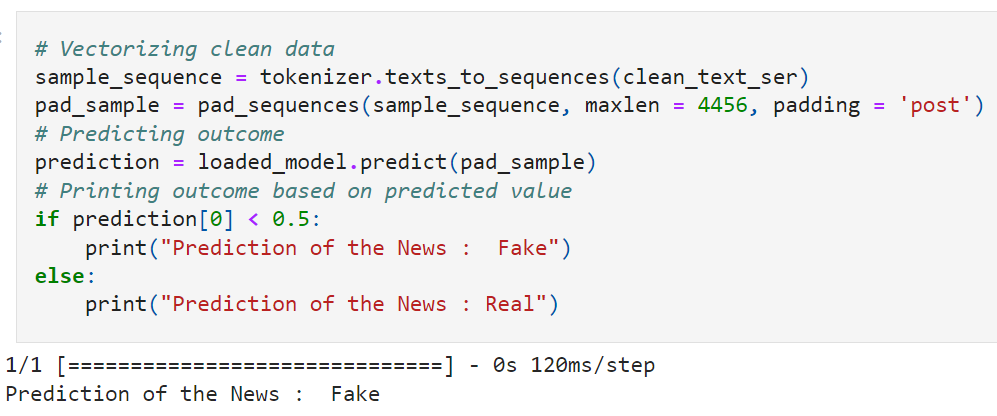 # Vectorizing clean data
sample_sequence = tokenizer.texts_to_sequences(clean_text_ser)
pad_sample = pad_sequences(sample_sequence, maxlen = 4456, padding = 'post')
# Predicting outcome
prediction = loaded_model.predict(pad_sample)
# Printing outcome based on predicted value
if prediction[0] < 0.5:
    print("Prediction of the News :  Fake")
else:
    print("Prediction of the News : Real")
1/1 [==============================] - 0s 120ms/step
Prediction of the News :  Fake